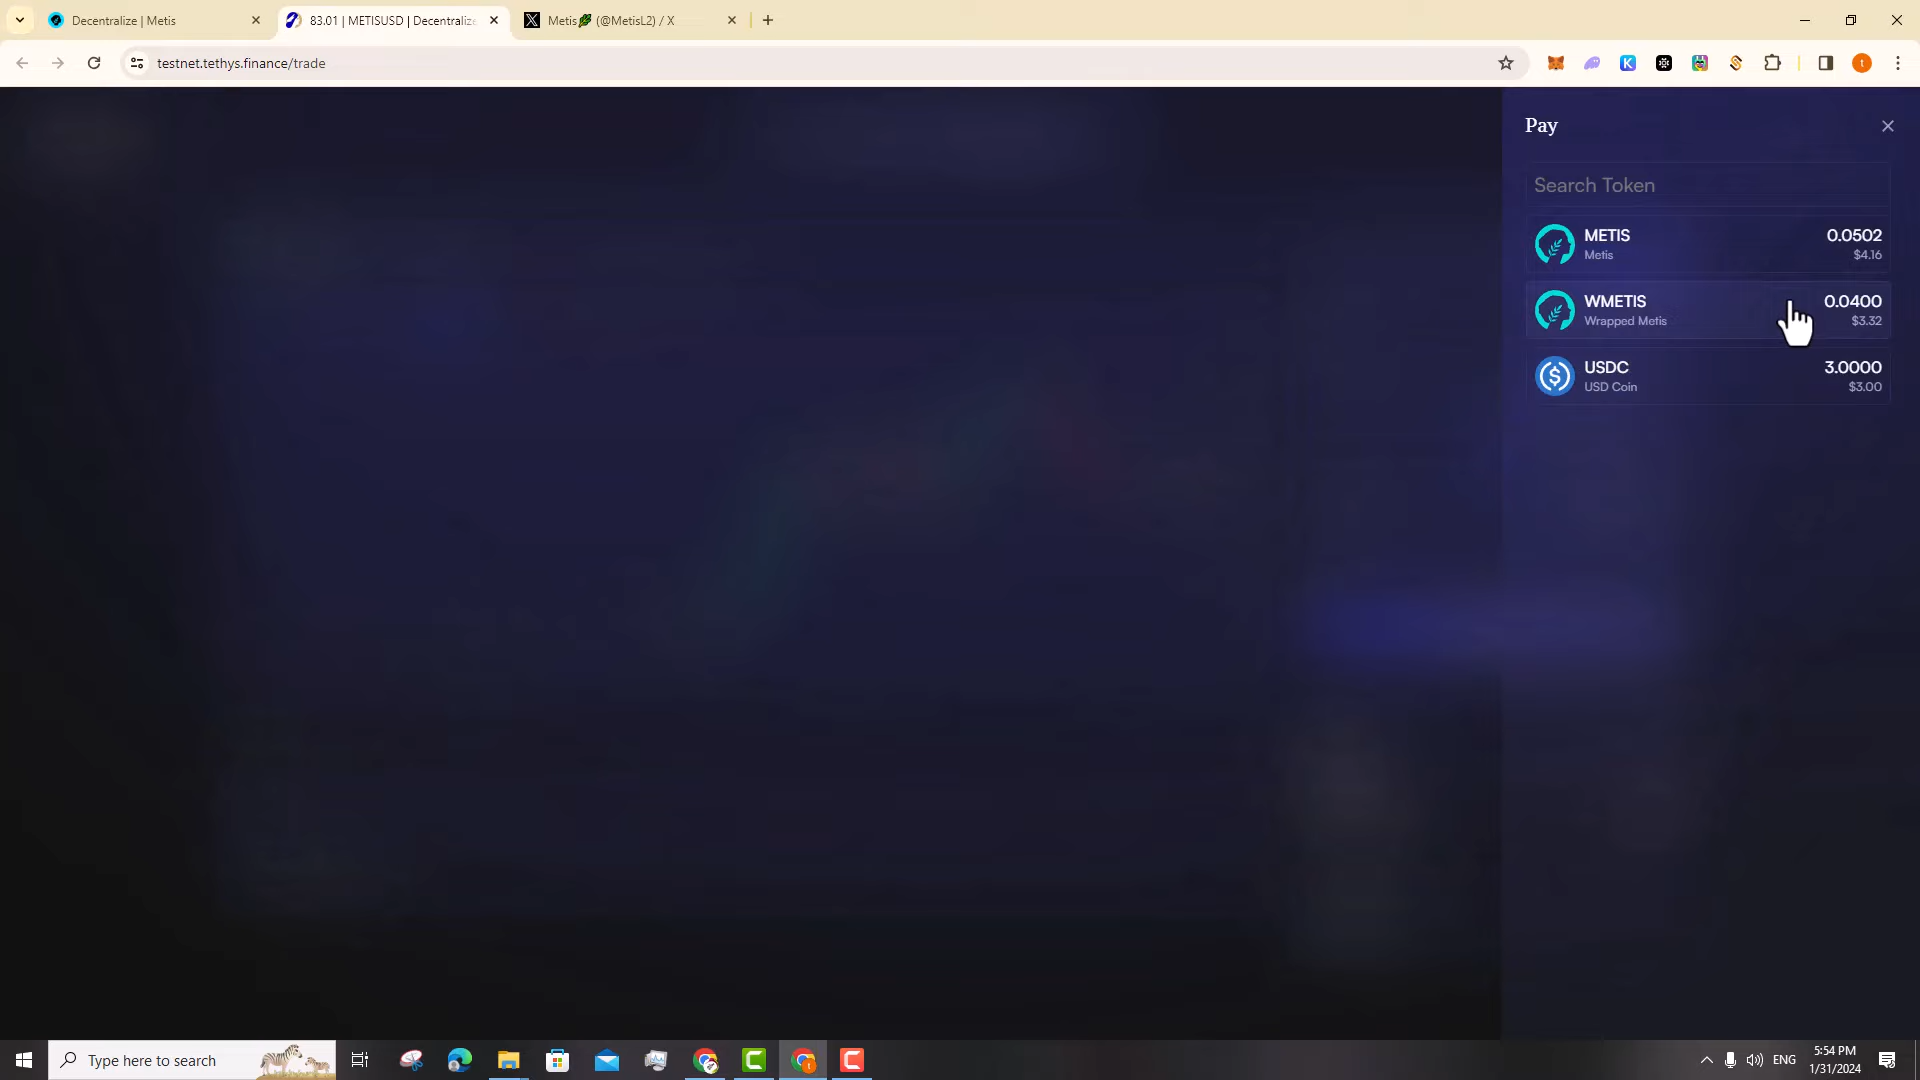 Decentralize | Metis
83.01 | METISUSD | Decentralize
Metis🌿 (@MetisL2) / X
testnet.tethys.finance/trade
Pay
Search Token
METIS 0.0502
Metis $4.16
WMETIS 0.0400
Wrapped Metis $3.32
USDC 3.0000
USD Coin $3.00
Type here to search
ENG
5:54 PM
1/31/2024